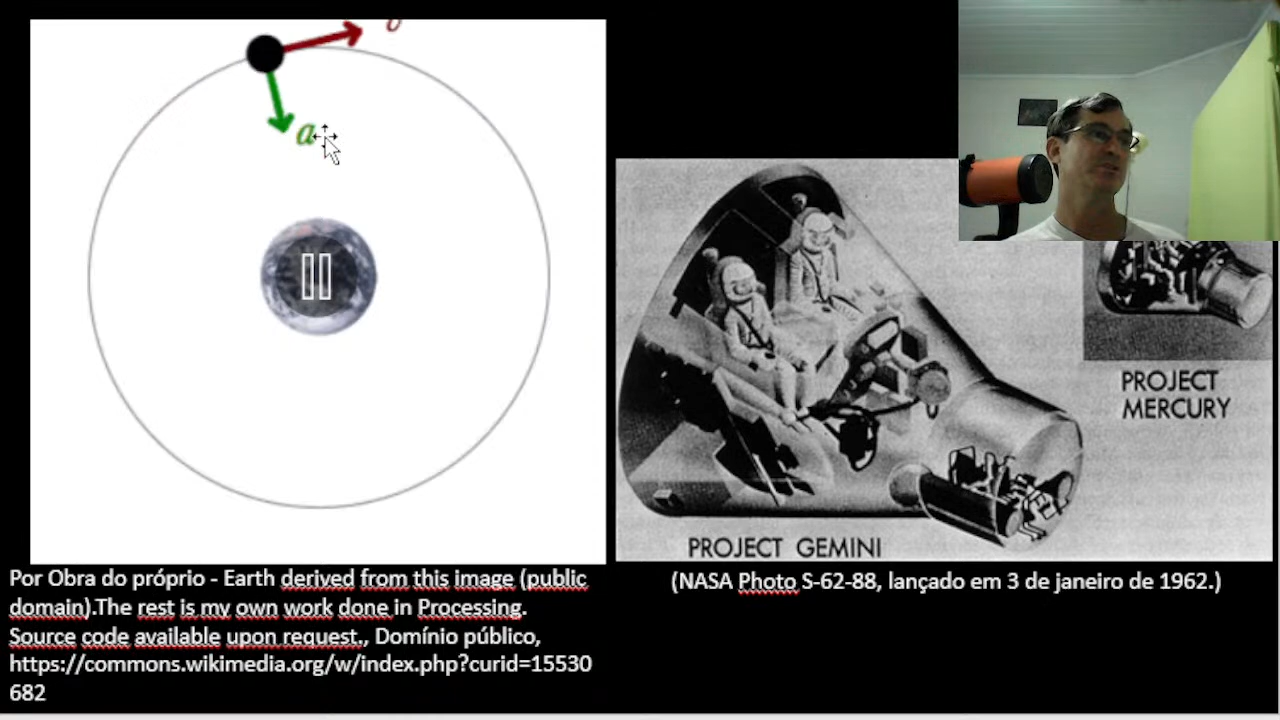 a
PROJECT
MERCURY
PROJECT GEMINI
Por Obra do próprio - Earth derived from this image (public
domain).The rest is my own work done in Processing.
Source code available upon request., Domínio público,
https://commons.wikimedia.org/w/index.php?curid=15530
682
(NASA Photo S-62-88, lançado em 3 de janeiro de 1962.)